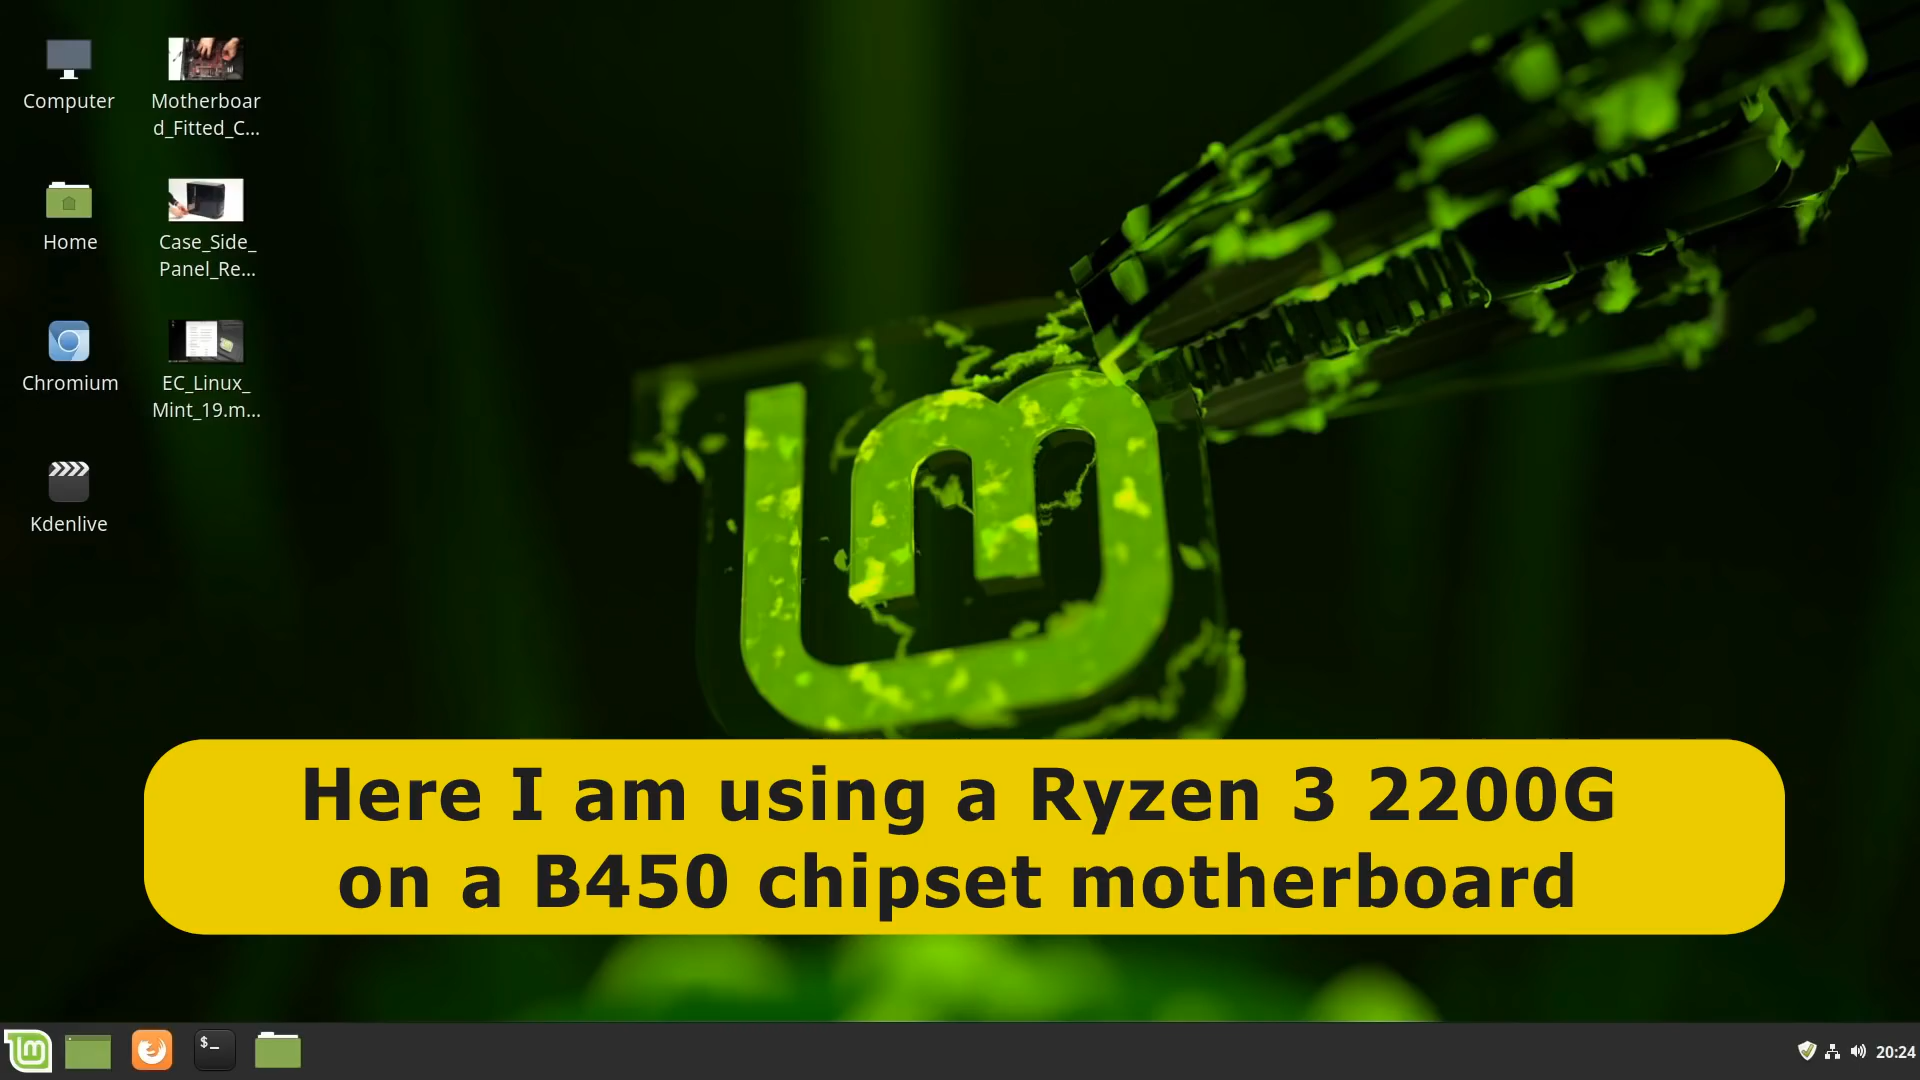 Computer
Motherboar
d_Fitted_C...
Home
Case_Side_
Panel_Re...
Chromium
EC_Linux_
Mint_19.m...
Kdenlive
Here I am using a Ryzen 3 2200G
on a B450 chipset motherboard
$_
20:24